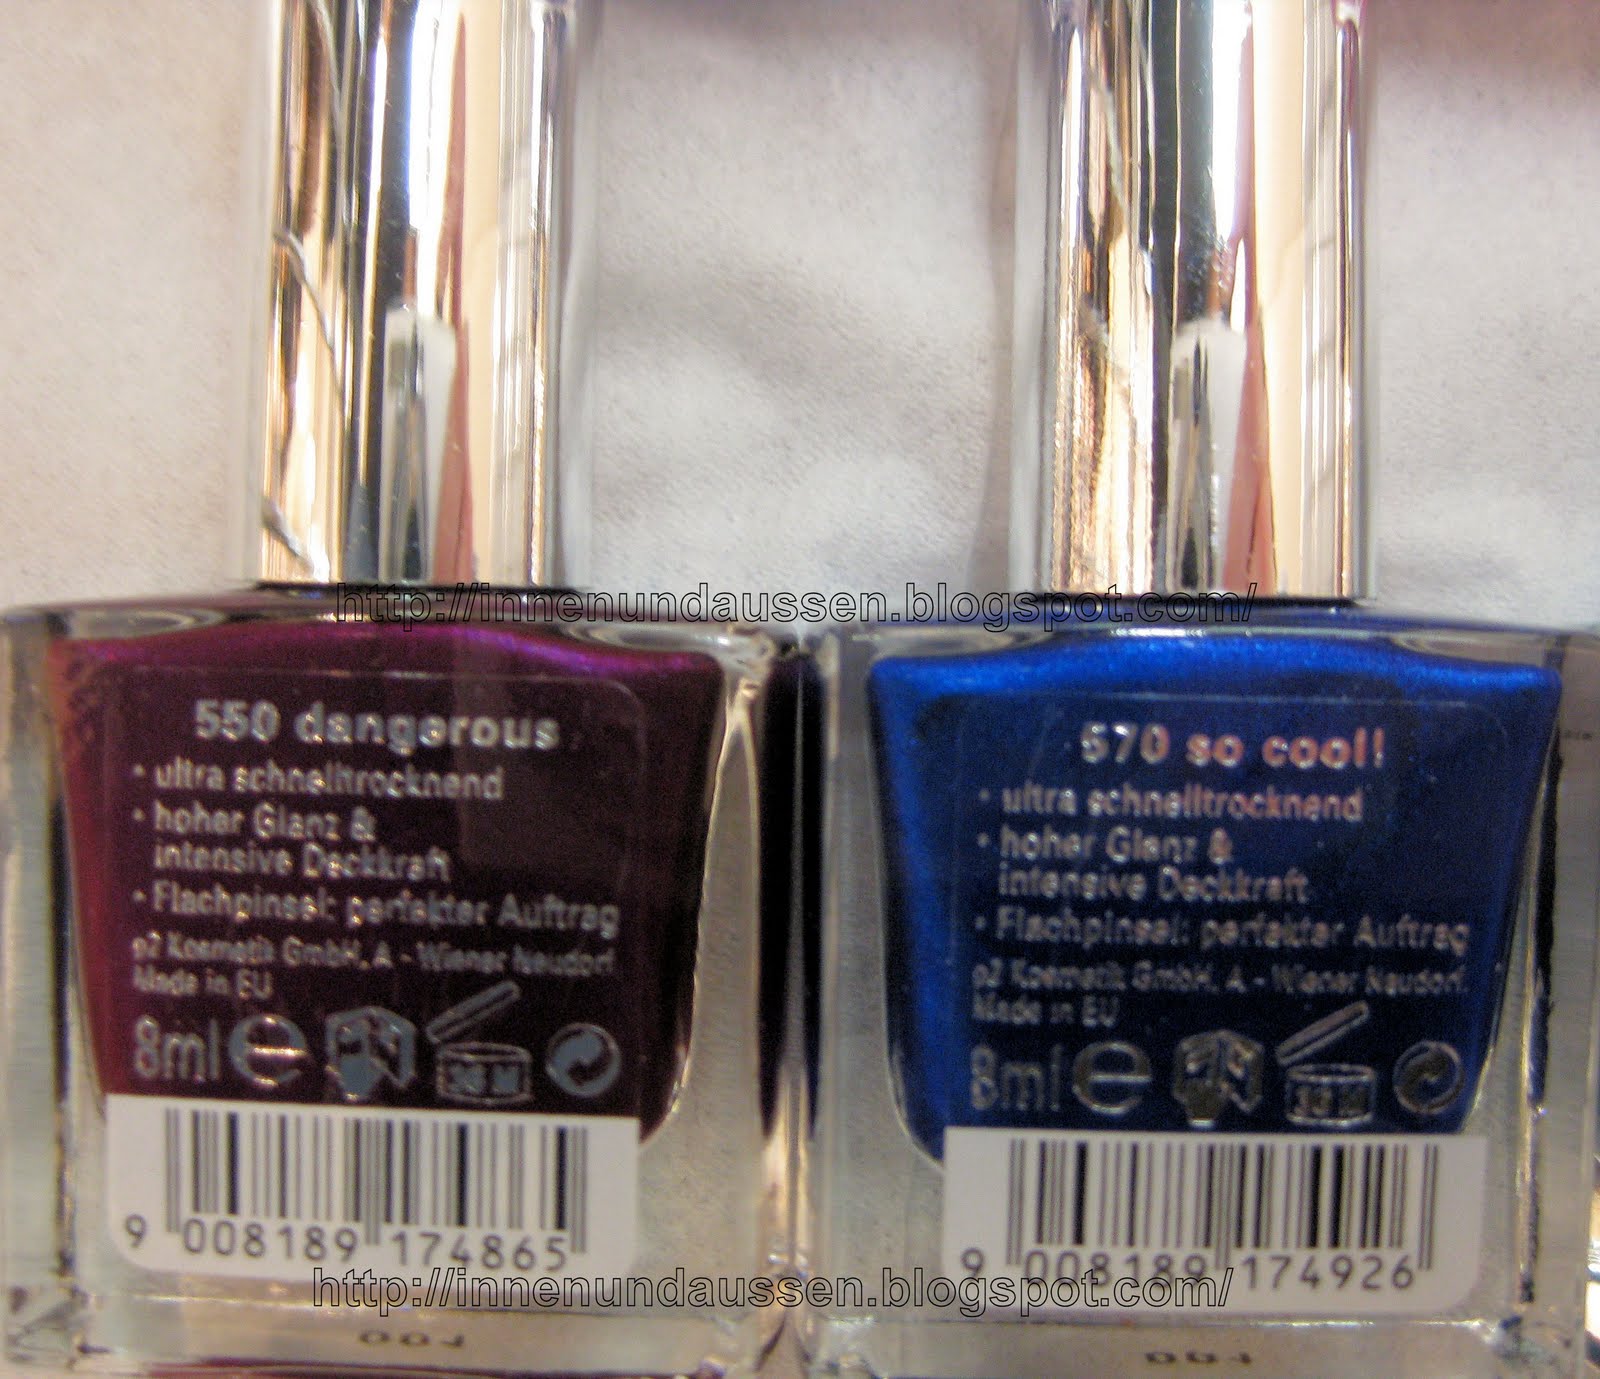 http://innenundaussen.blogspot.com/
550 dangerous
• ultra schnelltrocknend
• hoher Glanz &
intensive Deckkraft
• Flachpinsel: perfekter Auftrag
p2 Kosmetik GmbH, A - Wiener Neudorf.
Made in EU
8ml e
36 M
9 008189 174865
570 so cool!
• ultra schnelltrocknend
• hoher Glanz &
intensive Deckkraft
• Flachpinsel: perfekter Auftrag
p2 Kosmetik GmbH, A - Wiener Neudorf.
Made in EU
8ml e
36 M
9 008189 174926
http://innenundaussen.blogspot.com/